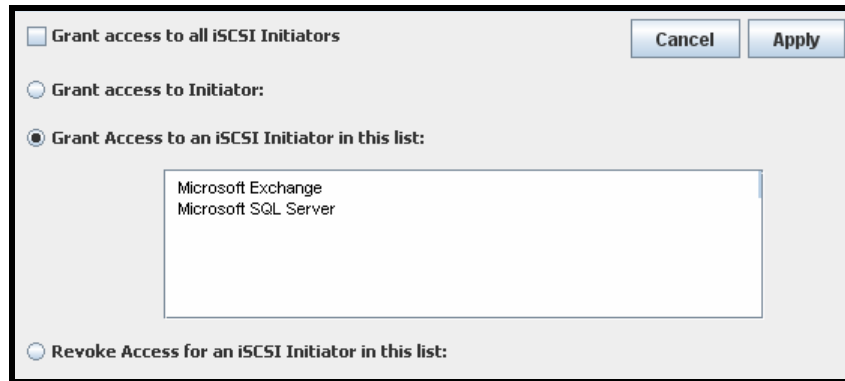 Grant access to all iSCSI Initiators
Cancel Apply
Grant access to Initiator:
Grant Access to an iSCSI Initiator in this list:
Microsoft Exchange
Microsoft SQL Server
Revoke Access for an iSCSI Initiator in this list: